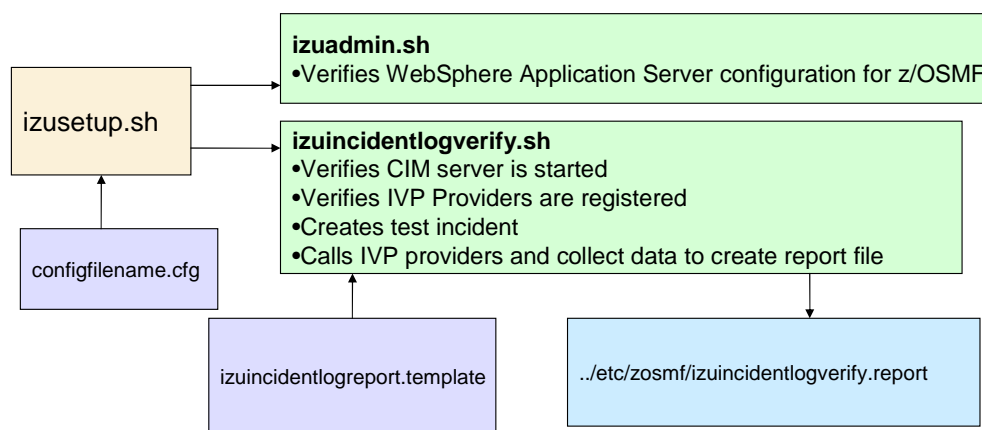 izuadmin.sh
•Verifies WebSphere Application Server configuration for z/OSMF
izusetup.sh
izuincidentlogverify.sh
•Verifies CIM server is started
•Verifies IVP Providers are registered
•Creates test incident
•Calls IVP providers and collect data to create report file
configfilename.cfg
izuincidentlogreport.template
../etc/zosmf/izuincidentlogverify.report